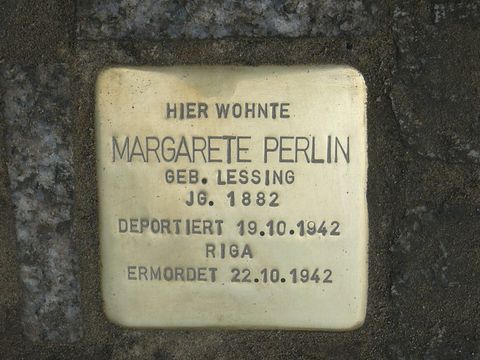 HIER WOHNTE
MARGARETE PERLIN
GEB. LESSING
JG. 1882
DEPORTIERT 19.10.1942
RIGA
ERMORDET 22.10.1942